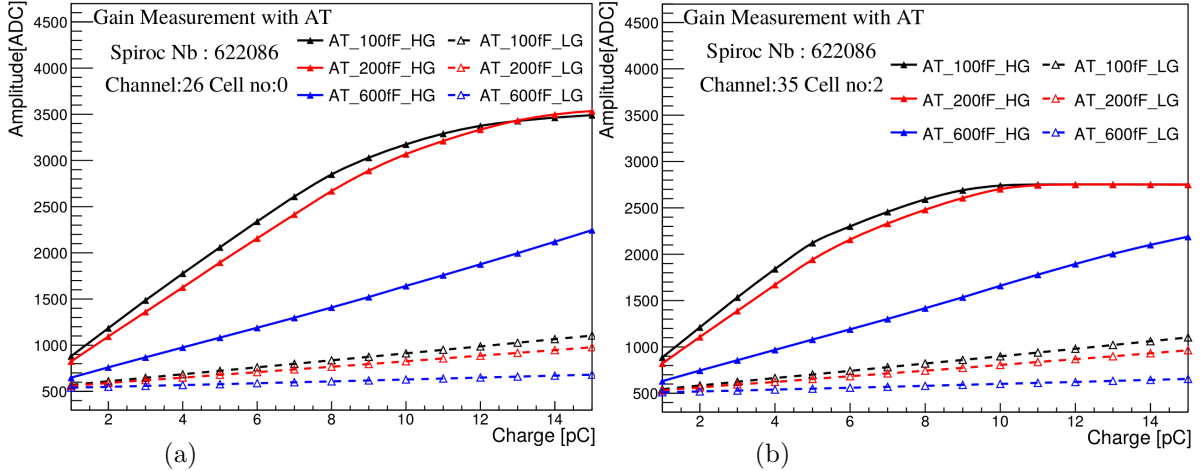 Gain Measurement with AT
Spiroc Nb : 622086
Channel:26 Cell no:0
AT_100fF_HG AT_100fF_LG
AT_200fF_HG AT_200fF_LG
AT_600fF_HG AT_600fF_LG
Amplitude[ADC]
4500
4000
3500
3000
2500
2000
1500
1000
500
2 4 6 8 10 12 14
Charge [pC]
(a)
Gain Measurement with AT
Spiroc Nb : 622086
Channel:35 Cell no:2
AT_100fF_HG AT_100fF_LG
AT_200fF_HG AT_200fF_LG
AT_600fF_HG AT_600fF_LG
Amplitude[ADC]
4500
4000
3500
3000
2500
2000
1500
1000
500
2 4 6 8 10 12 14
Charge [pC]
(b)